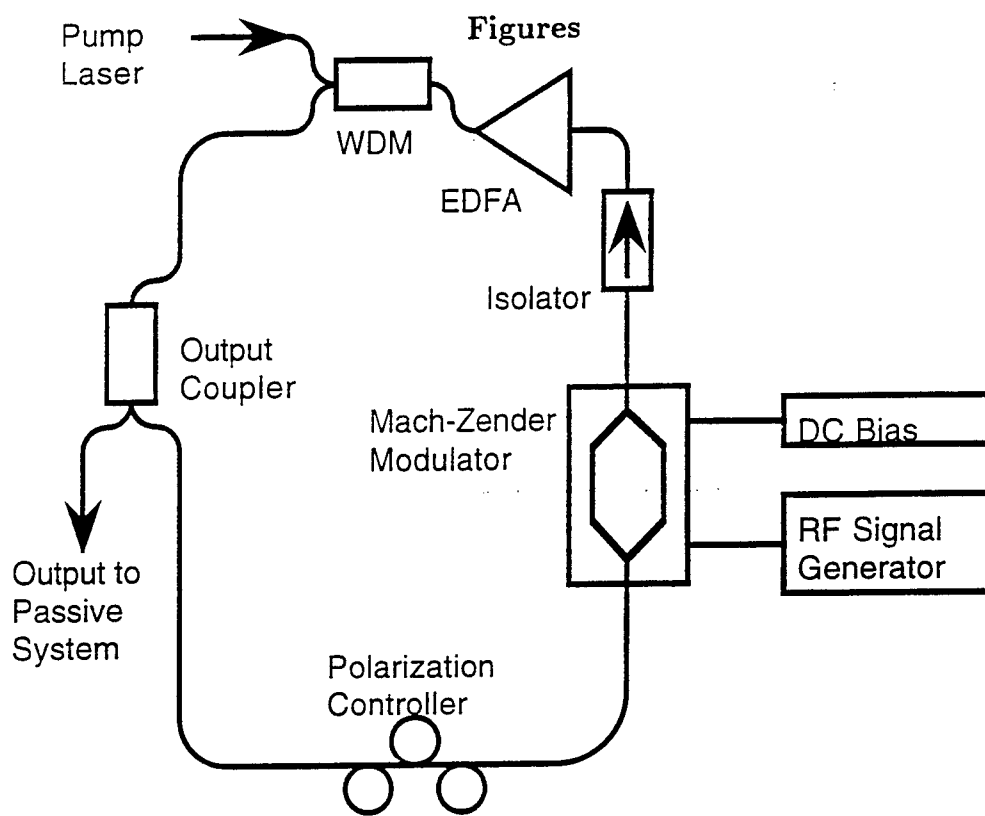 Figures
Pump
Laser
WDM
EDFA
Isolator
Output
Coupler
Mach-Zender
Modulator
DC Bias
RF Signal
Generator
Output to
Passive
System
Polarization
Controller